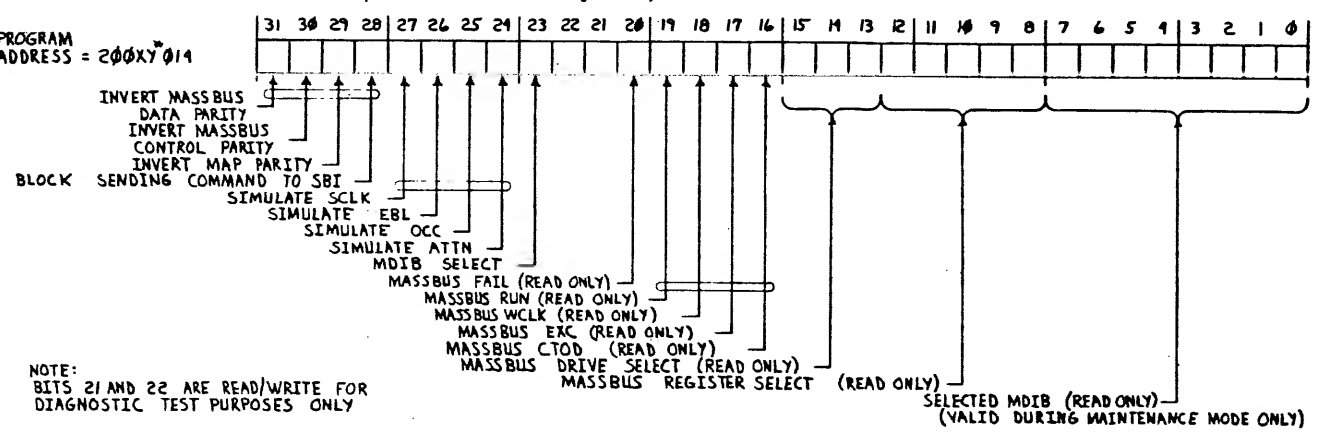 31 3Ø 29 28 27 26 25 24 23 22 21 2Ø 19 18 17 16 15 14 13 12 11 1Ø 9 8 7 6 5 4 3 2 1 Ø
PROGRAM
ADDRESS = 2ØØXY*Ø14
INVERT MASSBUS
DATA PARITY
INVERT MASSBUS
CONTROL PARITY
INVERT MAP PARITY
BLOCK SENDING COMMAND TO SBI
SIMULATE SCLK
SIMULATE EBL
SIMULATE OCC
SIMULATE ATTN
MDIB SELECT
MASSBUS FAIL (READ ONLY)
MASSBUS RUN (READ ONLY)
MASSBUS WCLK (READ ONLY)
MASSBUS EXC (READ ONLY)
MASSBUS CTOD (READ ONLY)
MASSBUS DRIVE SELECT (READ ONLY)
MASSBUS REGISTER SELECT (READ ONLY)
SELECTED MDIB (READ ONLY)
(VALID DURING MAINTENANCE MODE ONLY)
NOTE:
BITS 21 AND 22 ARE READ/WRITE FOR
DIAGNOSTIC TEST PURPOSES ONLY